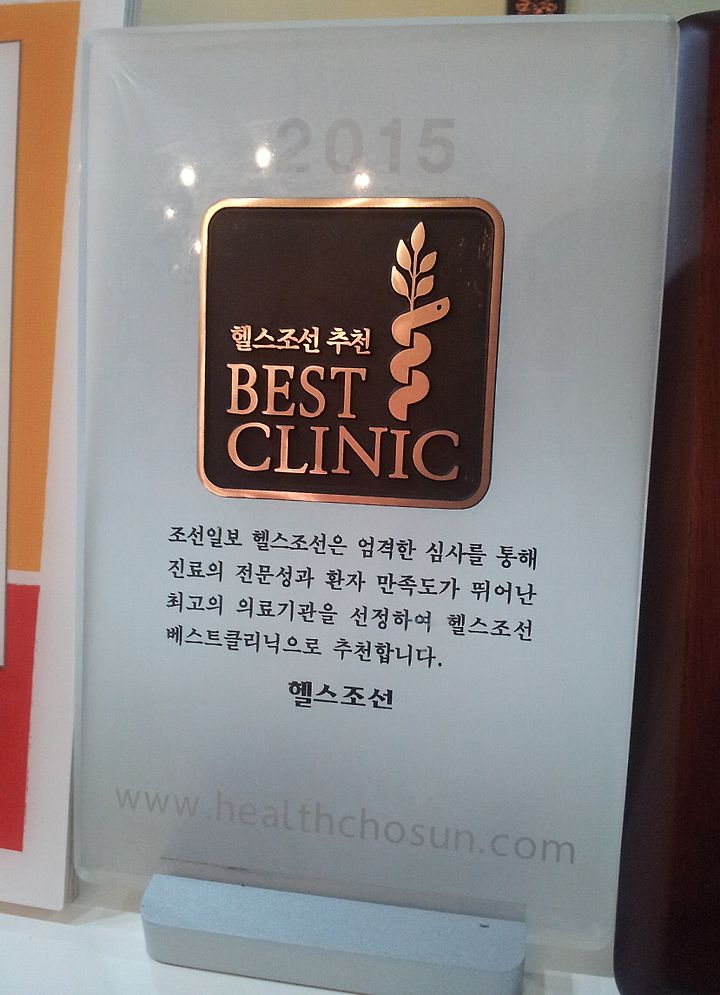 2015
헬스조선 추천
BEST
CLINIC
조선일보 헬스조선은 엄격한 심사를 통해
진료의 전문성과 환자 만족도가 뛰어난
최고의 의료기관을 선정하여 헬스조선
베스트클리닉으로 추천합니다.
헬스조선
www.healthchosun.com